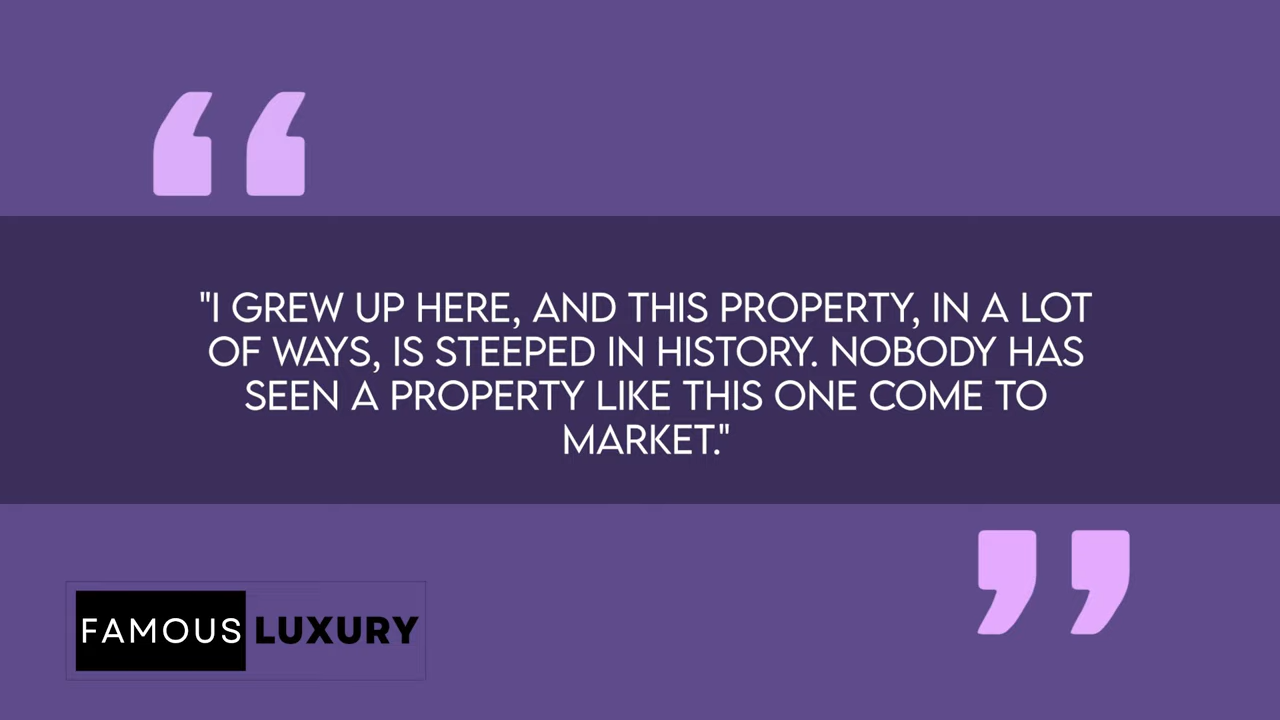 "I GREW UP HERE, AND THIS PROPERTY, IN A LOT
OF WAYS, IS STEEPED IN HISTORY. NOBODY HAS
SEEN A PROPERTY LIKE THIS ONE COME TO
MARKET."
FAMOUS LUXURY